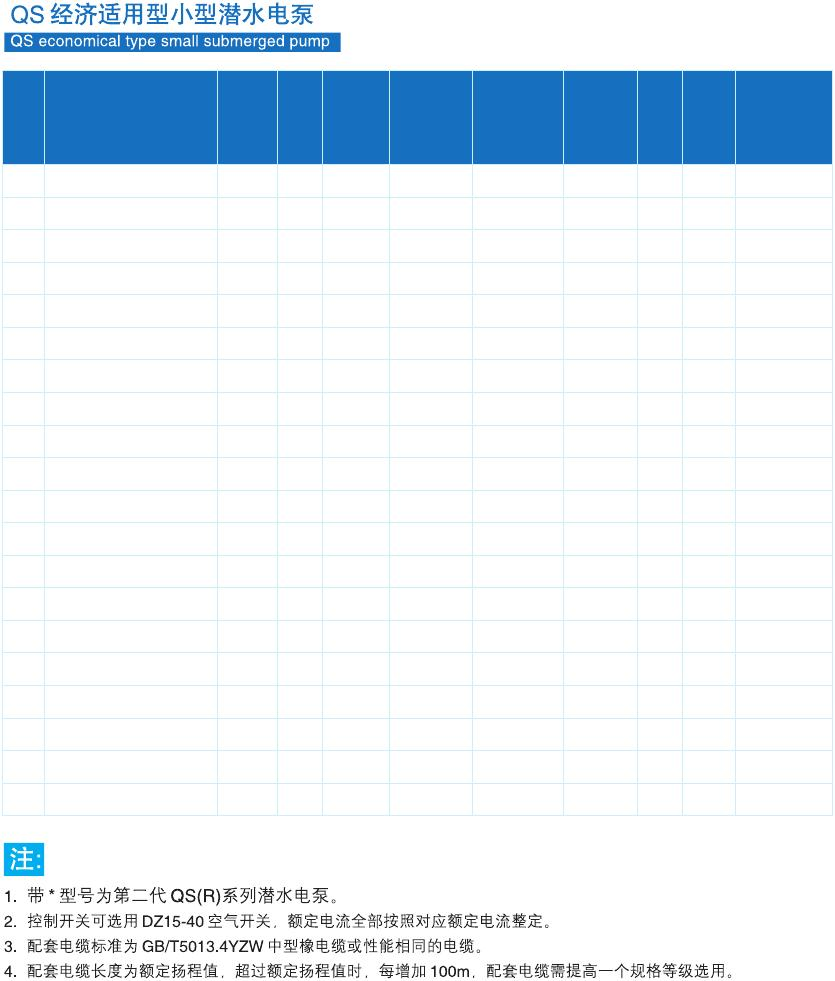 QS 经济适用型小型潜水电泵
QS economical type small submerged pump
注:
1. 带 * 型号为第二代 QS(R)系列潜水电泵。
2. 控制开关可选用 DZ15-40 空气开关，额定电流全部按照对应额定电流整定。
3. 配套电缆标准为 GB/T5013.4YZW 中型橡电缆或性能相同的电缆。
4. 配套电缆长度为额定扬程值，超过额定扬程值时，每增加 100m，配套电缆需提高一个规格等级选用。